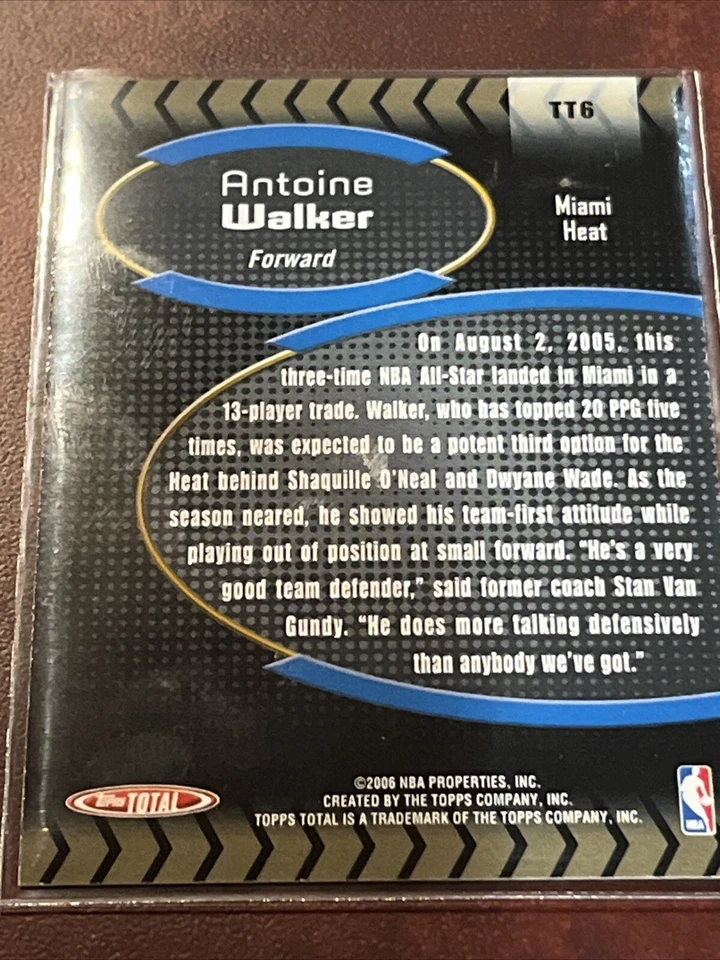 TT6
Antoine
Walker
Forward
Miami
Heat
On August 2, 2005, this
three-time NBA All-Star landed in Miami in a
13-player trade. Walker, who has topped 20 PPG five
times, was expected to be a potent third option for the
Heat behind Shaquille O'Neal and Dwyane Wade. As the
season neared, he showed his team-first attitude while
playing out of position at small forward. "He's a very
good team defender," said former coach Stan Van
Gundy. "He does more talking defensively
than anybody we've got."
©2006 NBA PROPERTIES, INC.
CREATED BY THE TOPPS COMPANY, INC.
TOPPS TOTAL IS A TRADEMARK OF THE TOPPS COMPANY, INC.
Topps TOTAL
NBA